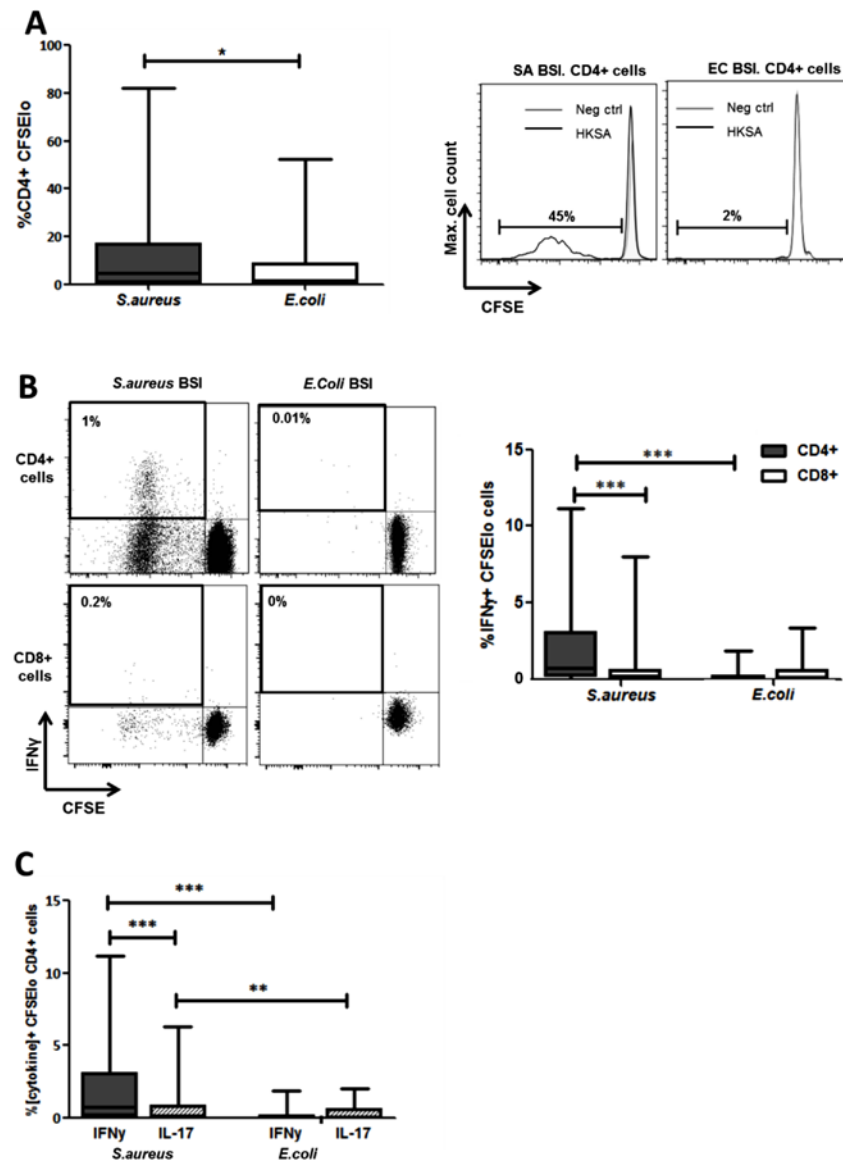 A
%CD4+ CFSElo
100
80
60
40
20
0
*
S.aureus
E.coli
SA BSI. CD4+ cells
EC BSI. CD4+ cells
Max. cell count
Neg ctrl
HKSA
45%
Neg ctrl
HKSA
2%
CFSE
B
S.aureus BSI
E.Coli BSI
CD4+
cells
1%
0.01%
CD8+
cells
0.2%
0%
IFNγ
CFSE
%IFNγ+ CFSElo cells
15
10
5
0
***
***
CD4+
CD8+
S.aureus
E.coli
C
%[cytokine]+ CFSElo CD4+ cells
15
10
5
0
***
***
**
IFNγ
IL-17
IFNγ
IL-17
S.aureus
E.coli